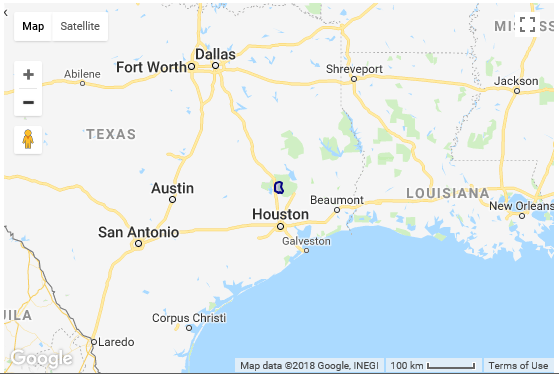 Map Satellite
MISSISS
Dallas
Fort Worth
Abilene
Shreveport
Jackson
TEXAS
Austin
Beaumont
LOUISIANA
New Orleans
Houston
San Antonio
Galveston
UILA
Corpus Christi
Laredo
Google
Map data ©2018 Google, INEGI 100 km Terms of Use